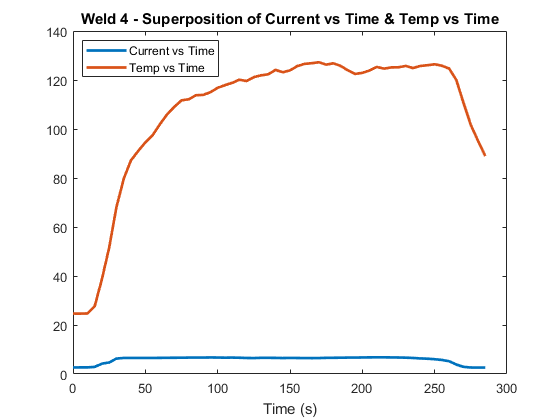 Weld 4 - Superposition of Current vs Time & Temp vs Time
140
120
100
80
60
40
20
0
Current vs Time
Temp vs Time
0 50 100 150 200 250 300
Time (s)